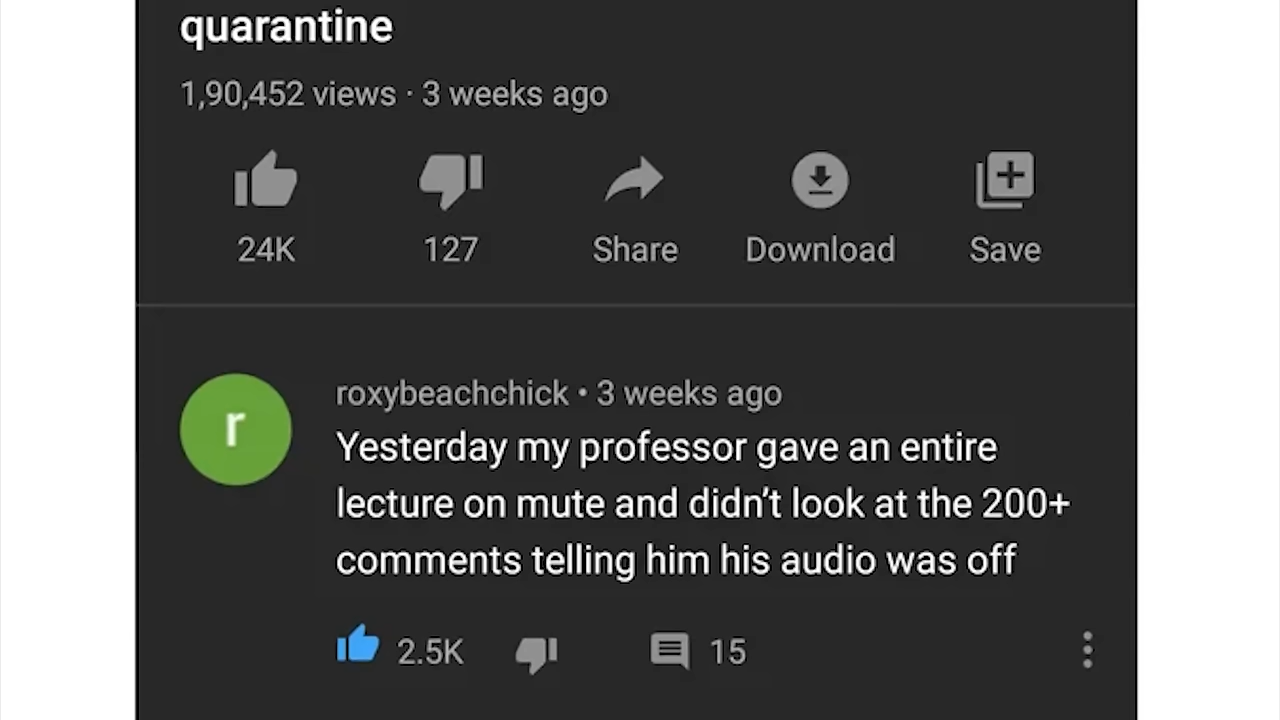 quarantine
1,90,452 views · 3 weeks ago
24K 127 Share Download Save
r
roxybeachchick • 3 weeks ago
Yesterday my professor gave an entire
lecture on mute and didn't look at the 200+
comments telling him his audio was off
2.5K 15